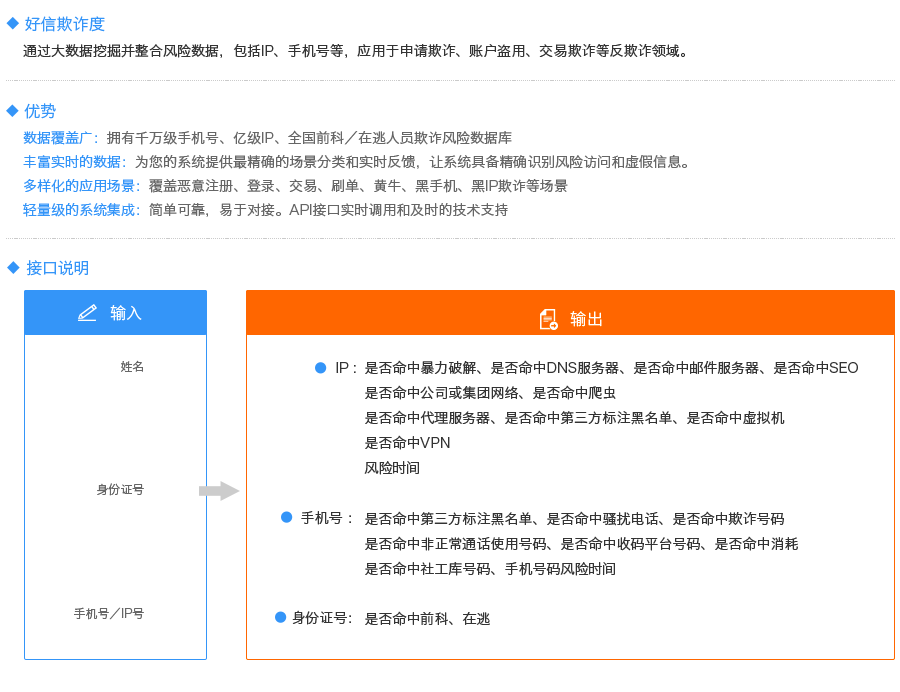 好信欺诈度
通过大数据挖掘并整合风险数据，包括IP、手机号等，应用于申请欺诈、账户盗用、交易欺诈等反欺诈领域。
优势
数据覆盖广：拥有千万级手机号、亿级IP、全国前科／在逃人员欺诈风险数据库
丰富实时的数据：为您的系统提供最精确的场景分类和实时反馈，让系统具备精确识别风险访问和虚假信息。
多样化的应用场景：覆盖恶意注册、登录、交易、刷单、黄牛、黑手机、黑IP欺诈等场景
轻量级的系统集成：简单可靠，易于对接。API接口实时调用和及时的技术支持
接口说明
输入
姓名
身份证号
手机号／IP号
输出
IP：是否命中暴力破解、是否命中DNS服务器、是否命中邮件服务器、是否命中SEO
是否命中公司或集团网络、是否命中爬虫
是否命中代理服务器、是否命中第三方标注黑名单、是否命中虚拟机
是否命中VPN
风险时间
手机号：是否命中第三方标注黑名单、是否命中骚扰电话、是否命中欺诈号码
是否命中非正常通话使用号码、是否命中收码平台号码、是否命中消耗
是否命中社工库号码、手机号码风险时间
身份证号：是否命中前科、在逃